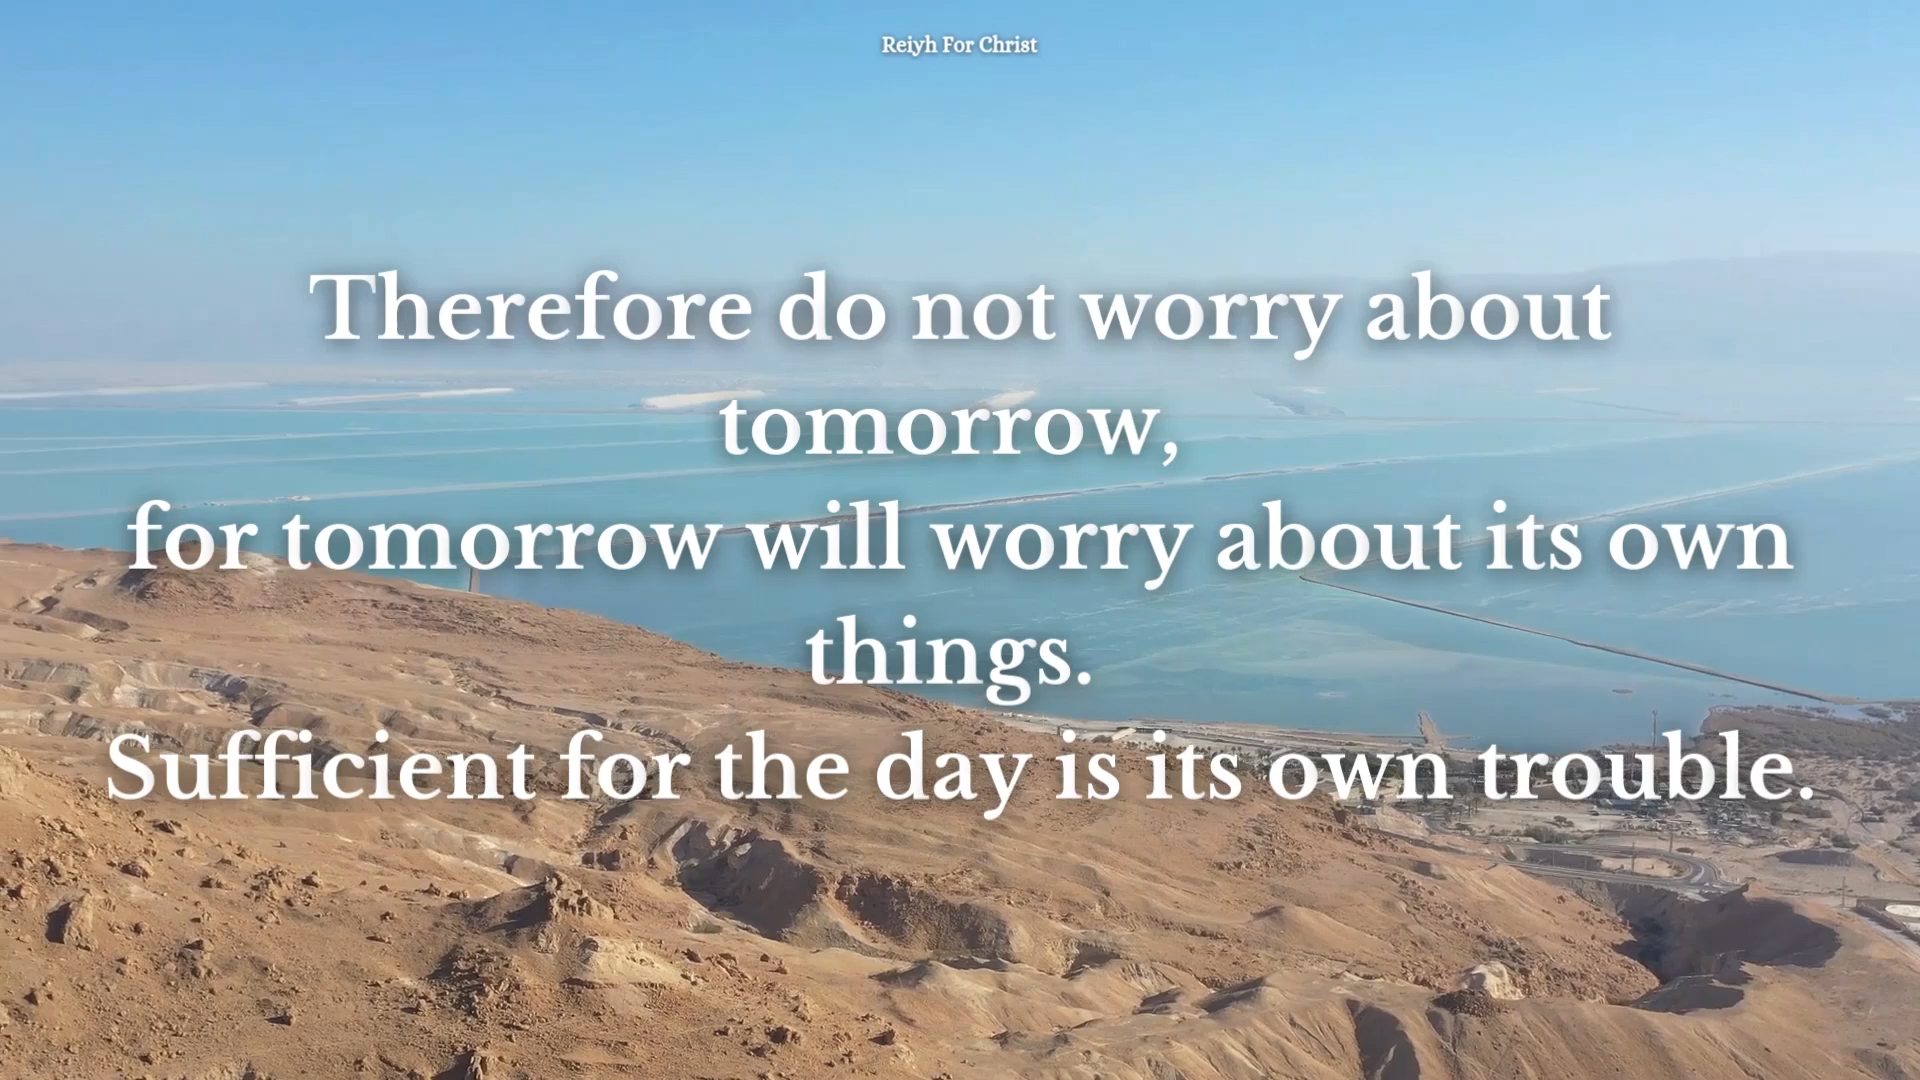 Reiyh For Christ
Therefore do not worry about
tomorrow,
for tomorrow will worry about its own
things.
Sufficient for the day is its own trouble.